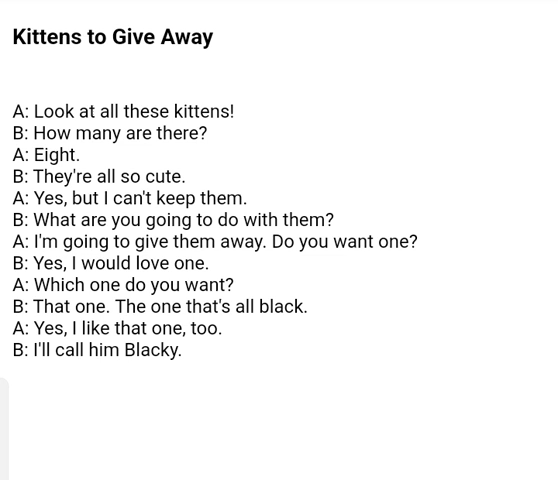 Kittens to Give Away
A: Look at all these kittens!
B: How many are there?
A: Eight.
B: They're all so cute.
A: Yes, but I can't keep them.
B: What are you going to do with them?
A: I'm going to give them away. Do you want one?
B: Yes, I would love one.
A: Which one do you want?
B: That one. The one that's all black.
A: Yes, I like that one, too.
B: I'll call him Blacky.